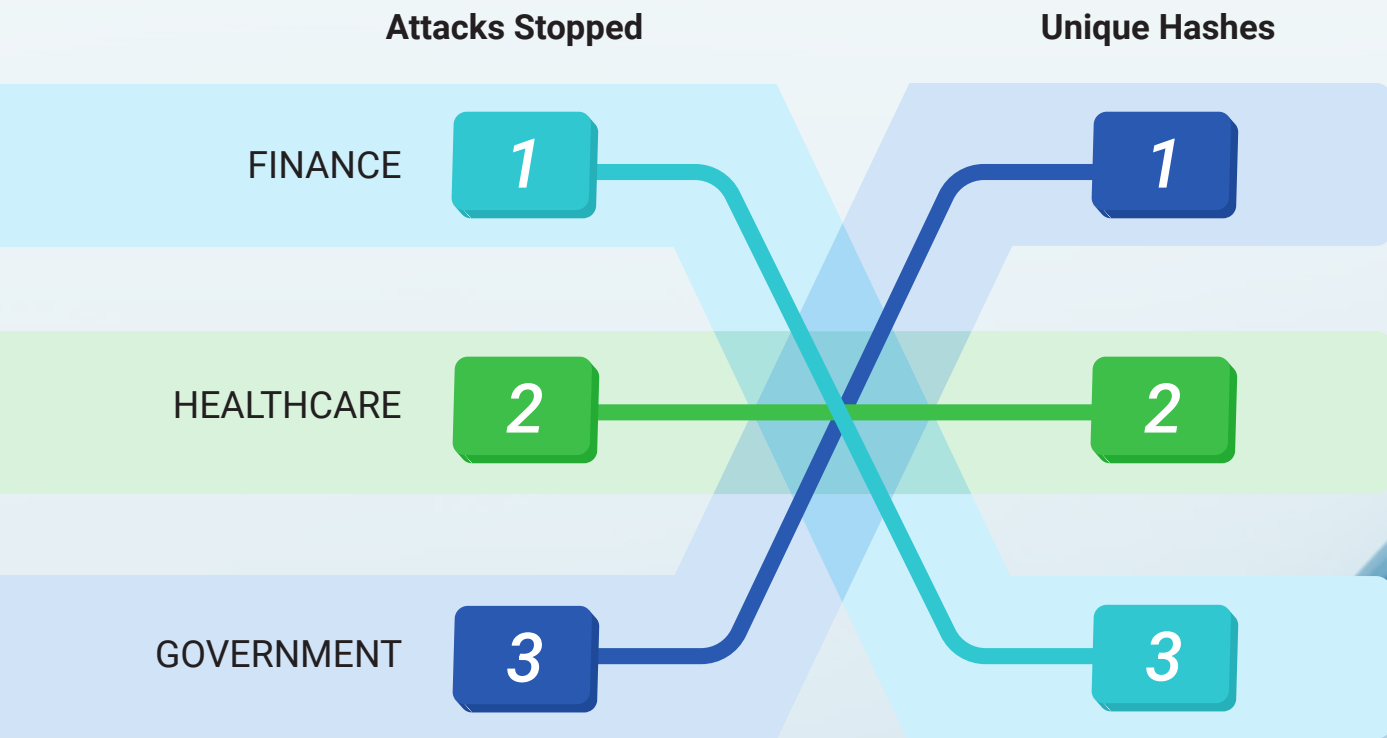 Attacks Stopped
Unique Hashes
FINANCE
1
1
HEALTHCARE
2
2
GOVERNMENT
3
3